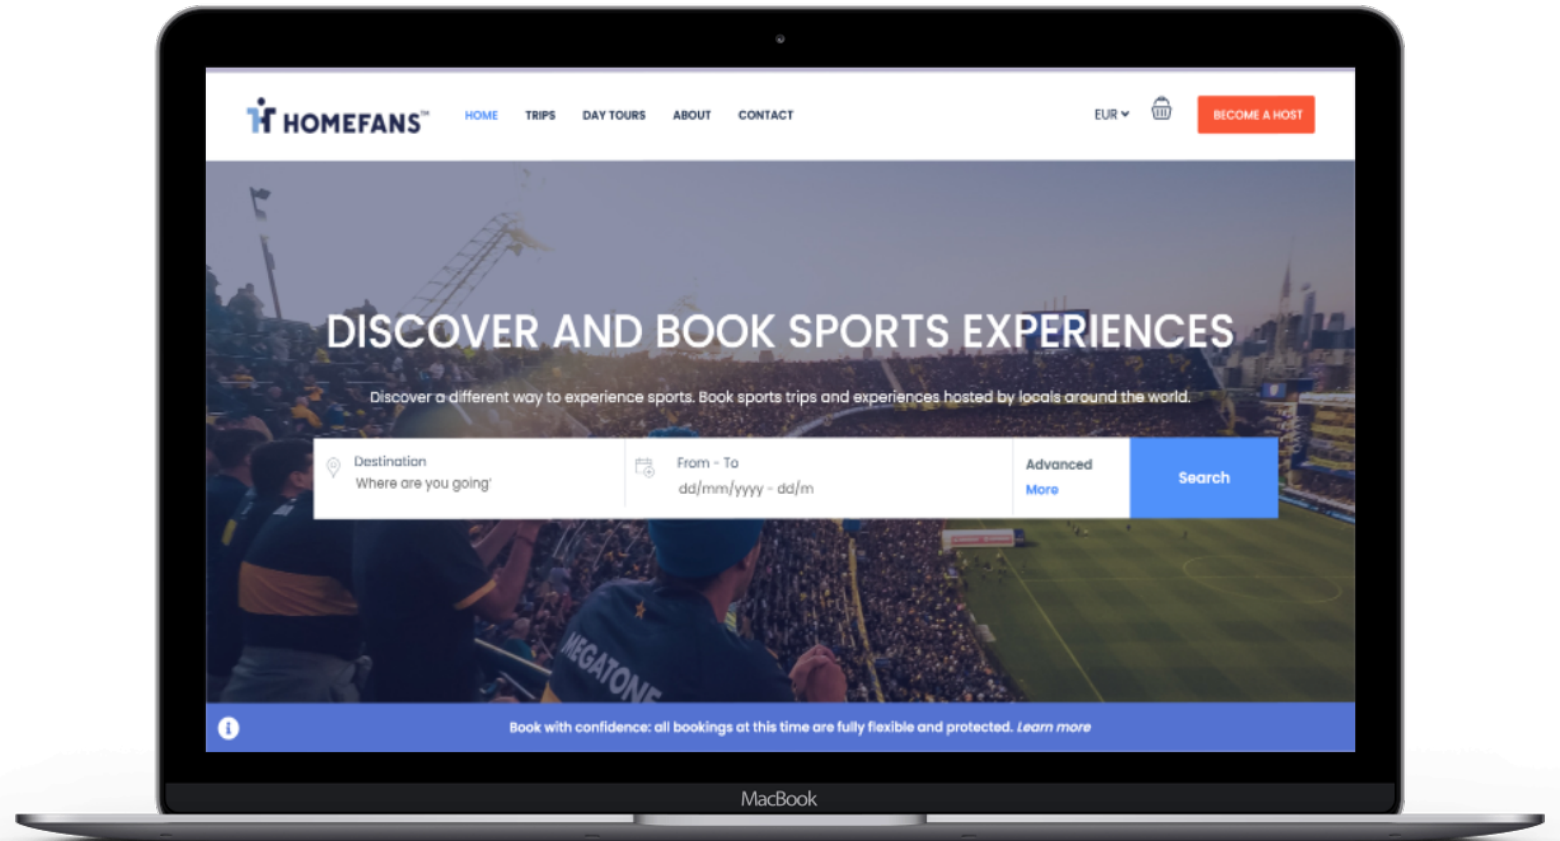 HOMEFANS™
HOME
TRIPS
DAY TOURS
ABOUT
CONTACT
EUR
BECOME A HOST
DISCOVER AND BOOK SPORTS EXPERIENCES
Discover a different way to experience sports. Book sports trips and experiences hosted by locals around the world.
Destination
Where are you going'
From - To
dd/mm/yyyy - dd/m
Advanced
More
Search
MEGATONE
Book with confidence: all bookings at this time are fully flexible and protected. Learn more
MacBook